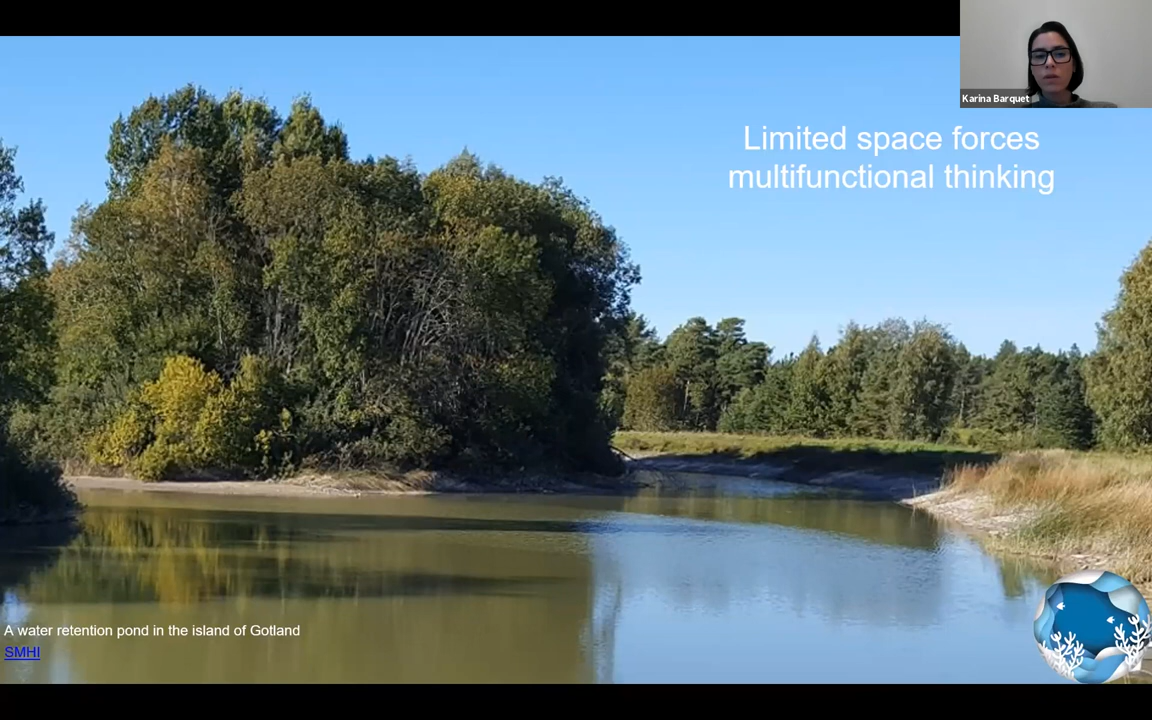 Karina Barquet
Limited space forces
multifunctional thinking
A water retention pond in the island of Gotland
SMHI